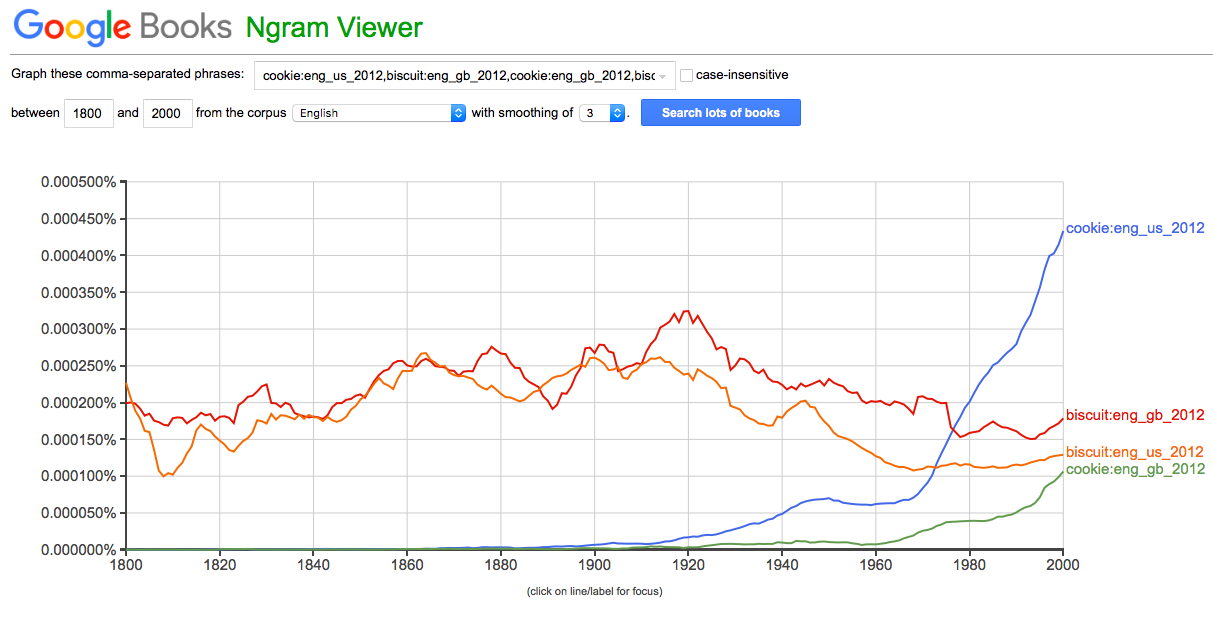 Google Books Ngram Viewer
Graph these comma-separated phrases: cookie:eng_us_2012,biscuit:eng_gb_2012,cookie:eng_gb_2012,bisc case-insensitive
between 1800 and 2000 from the corpus English with smoothing of 3 . Search lots of books
0.000500%
0.000450%
0.000400%
0.000350%
0.000300%
0.000250%
0.000200%
0.000150%
0.000100%
0.000050%
0.000000%
cookie:eng_us_2012
biscuit:eng_gb_2012
biscuit:eng_us_2012
cookie:eng_gb_2012
1800 1820 1840 1860 1880 1900 1920 1940 1960 1980 2000
(click on line/label for focus)